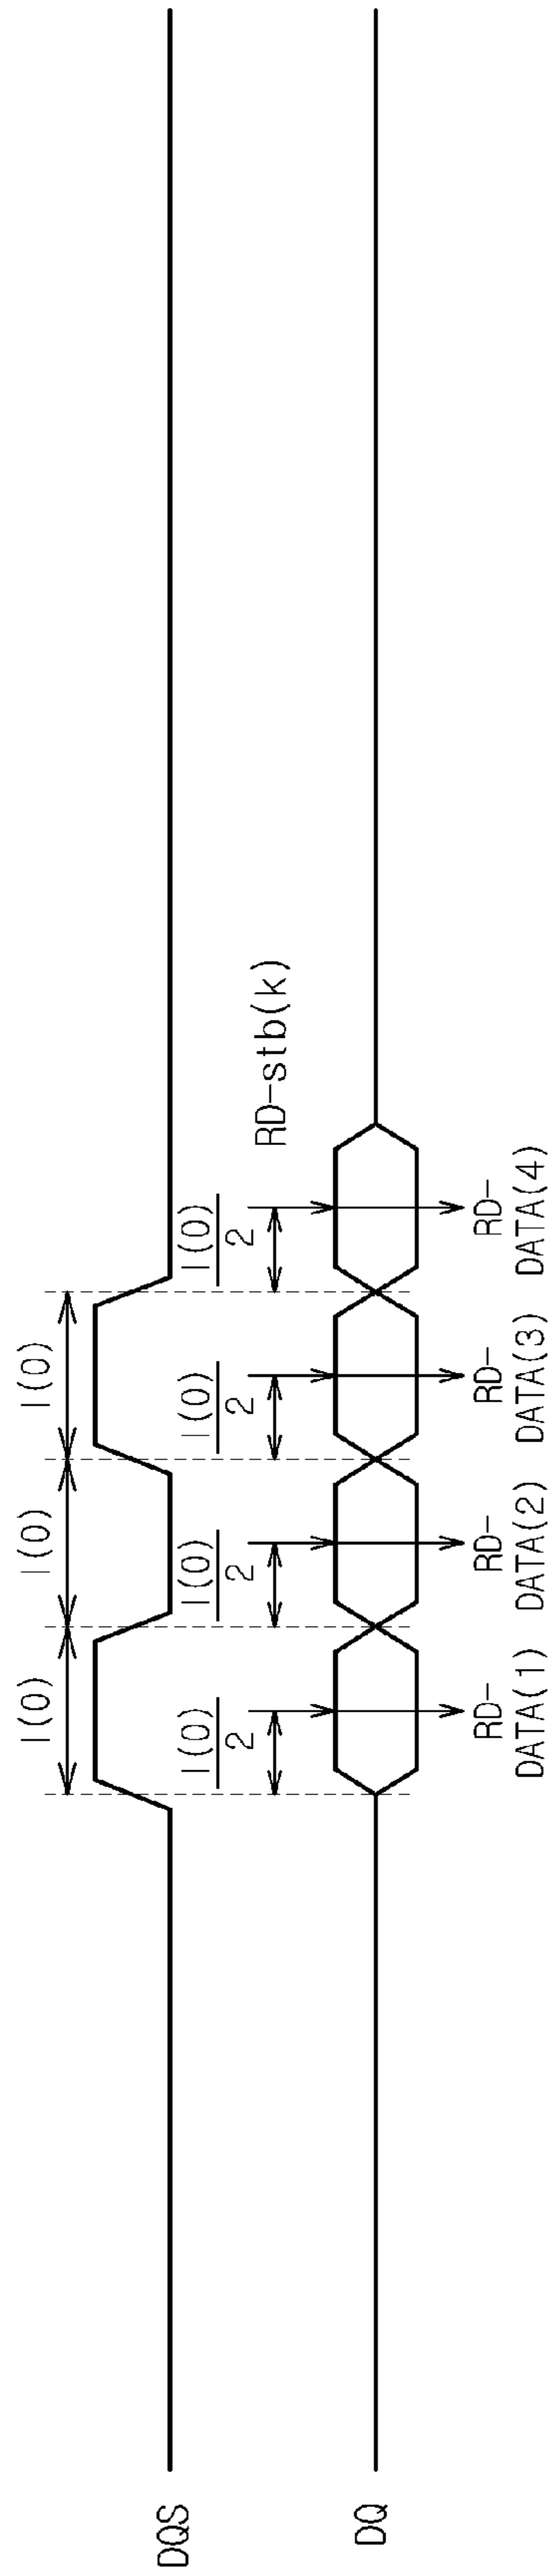 I(0) I(0) I(0)
DQS
I(0) I(0) I(0) I(0)
2 2 2 2
RD-stb(k)
DQ
RD- RD- RD- RD-
DATA(1) DATA(2) DATA(3) DATA(4)